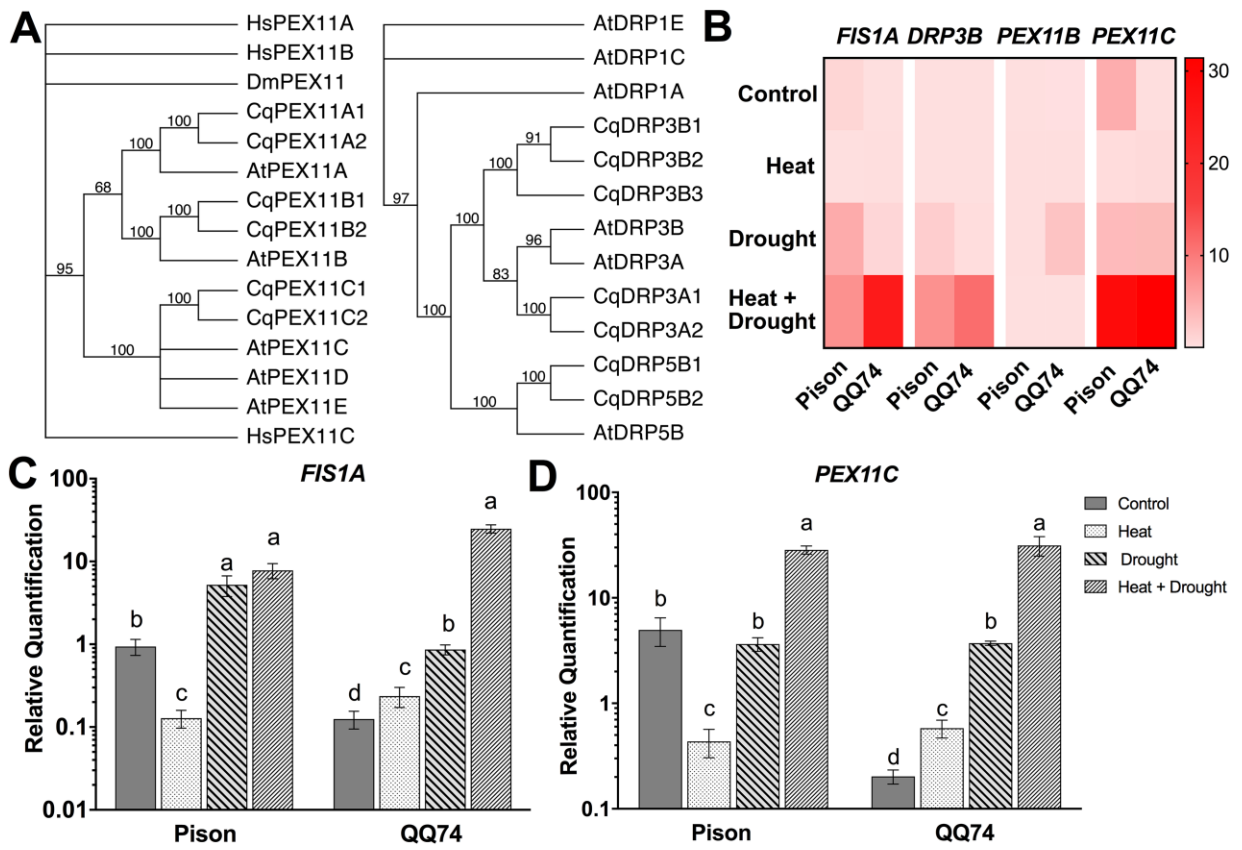 A
HsPEX11A
HsPEX11B
DmPEX11
CqPEX11A1
CqPEX11A2
AtPEX11A
CqPEX11B1
CqPEX11B2
AtPEX11B
CqPEX11C1
CqPEX11C2
AtPEX11C
AtPEX11D
AtPEX11E
HsPEX11C
100
100
68
100
100
95
100
100
AtDRP1E
AtDRP1C
AtDRP1A
CqDRP3B1
CqDRP3B2
CqDRP3B3
AtDRP3B
AtDRP3A
CqDRP3A1
CqDRP3A2
CqDRP5B1
CqDRP5B2
AtDRP5B
91
100
97
96
100
83
100
100
100
100
B
FIS1A DRP3B PEX11B PEX11C
Control
Heat
Drought
Heat +
Drought
Pison QQ74 Pison QQ74 Pison QQ74 Pison QQ74
30
20
10
C
FIS1A
Relative Quantification
100
10
1
0.1
0.01
b c a a d c b a
Pison QQ74
D
PEX11C
Relative Quantification
100
10
1
0.1
b c b a d c b a
Pison QQ74
Control
Heat
Drought
Heat + Drought